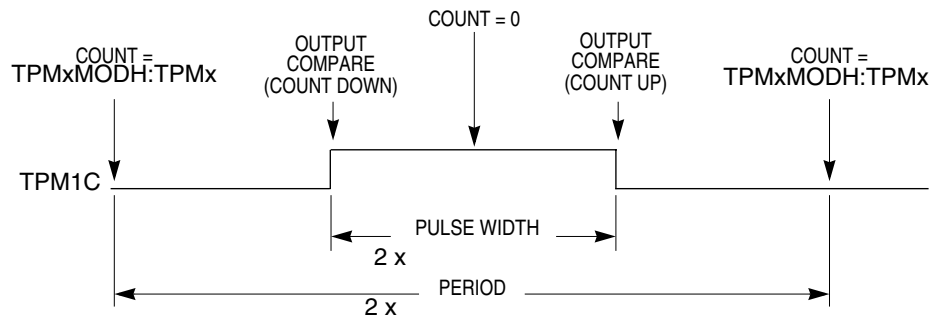 COUNT = 0
COUNT =
TPMxMODH:TPMx
OUTPUT
COMPARE
(COUNT DOWN)
OUTPUT
COMPARE
(COUNT UP)
COUNT =
TPMxMODH:TPMx
TPM1C
PULSE WIDTH
2 x
PERIOD
2 x